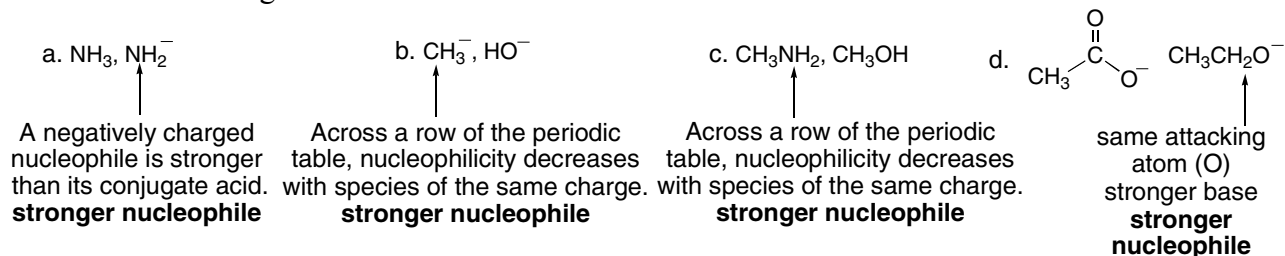 a. NH₃, NH₂⁻
A negatively charged
nucleophile is stronger
than its conjugate acid.
stronger nucleophile
b. CH₃⁻, HO⁻
Across a row of the periodic
table, nucleophilicity decreases
with species of the same charge.
stronger nucleophile
c. CH₃NH₂, CH₃OH
Across a row of the periodic
table, nucleophilicity decreases
with species of the same charge.
stronger nucleophile
d.
O
C
CH₃
O⁻
CH₃CH₂O⁻
same attacking
atom (O)
stronger base
stronger
nucleophile